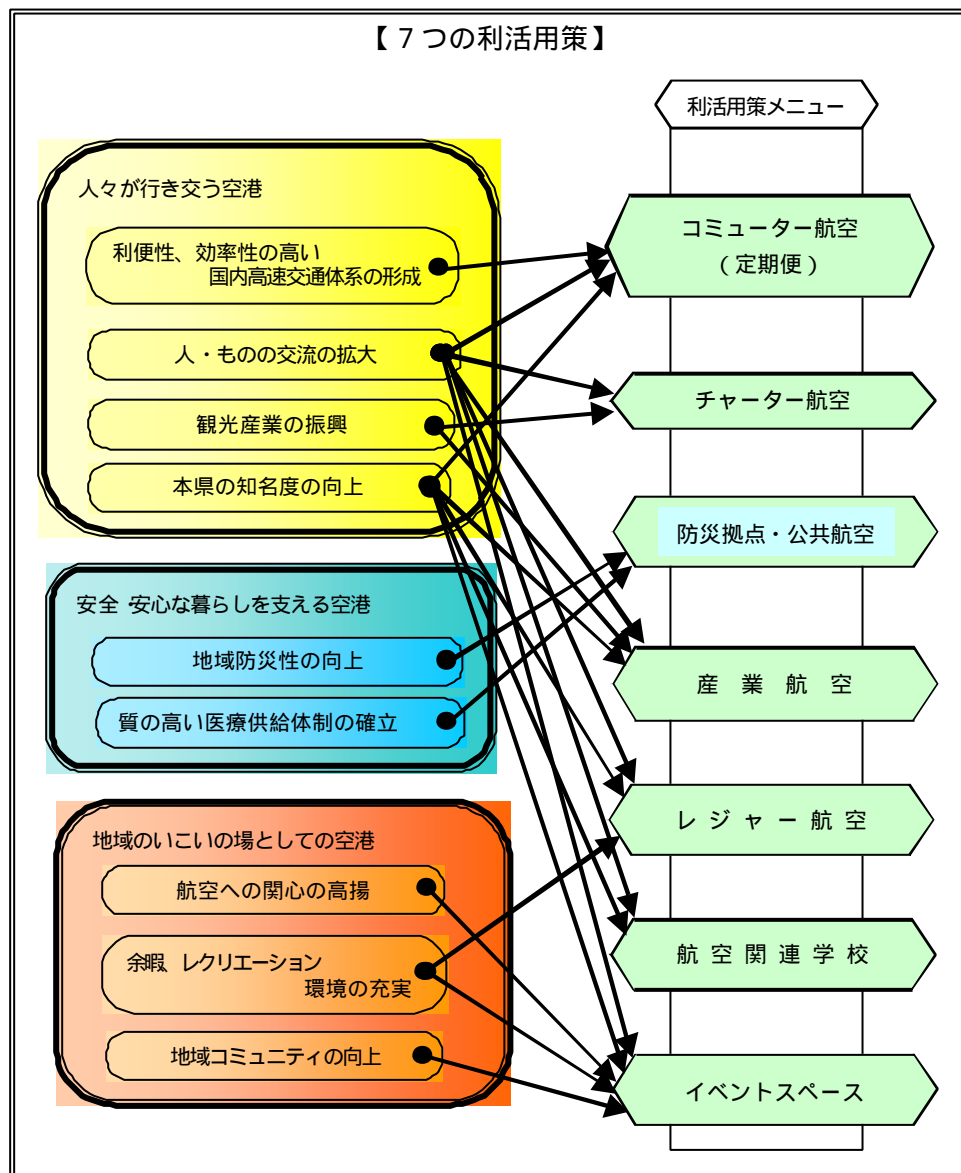 【７つの利活用策】
利活用策メニュー
人々が行き交う空港
利便性、効率性の高い
国内高速交通体系の形成
人・ものの交流の拡大
観光産業の振興
本県の知名度の向上
安全・安心な暮らしを支える空港
地域防災性の向上
質の高い医療供給体制の確立
地域のいこいの場としての空港
航空への関心の高揚
余暇、レクリエーション
環境の充実
地域コミュニティの向上
コミューター航空
（定期便）
チャーター航空
防災拠点・公共航空
産業航空
レジャー航空
航空関連学校
イベントスペース